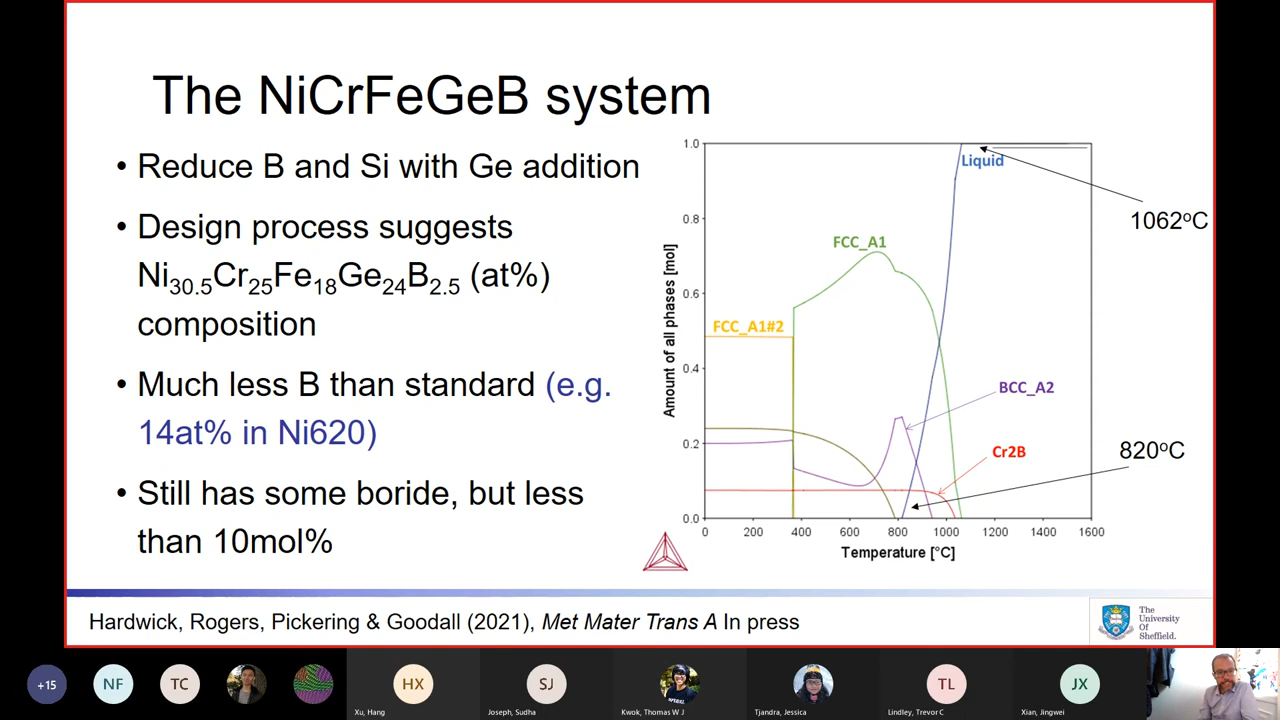 The NiCrFeGeB system
• Reduce B and Si with Ge addition
• Design process suggests
Ni30.5Cr25Fe18Ge24B2.5 (at%)
composition
• Much less B than standard (e.g.
14at% in Ni620)
• Still has some boride, but less
than 10mol%
1.0
0.8
0.6
0.4
0.2
0.0
Amount of all phases [mol]
0 200 400 600 800 1000 1200 1400 1600
Temperature [°C]
Liquid
FCC_A1
FCC_A1#2
BCC_A2
Cr2B
1062ºC
820ºC
Hardwick, Rogers, Pickering & Goodall (2021), Met Mater Trans A In press
The
University
Of
Sheffield.
+15
NF
TC
HX
Xu, Hang
SJ
Joseph, Sudha
Kwok, Thomas W J
Tjandra, Jessica
TL
Lindley, Trevor C
JX
Xian, Jingwei